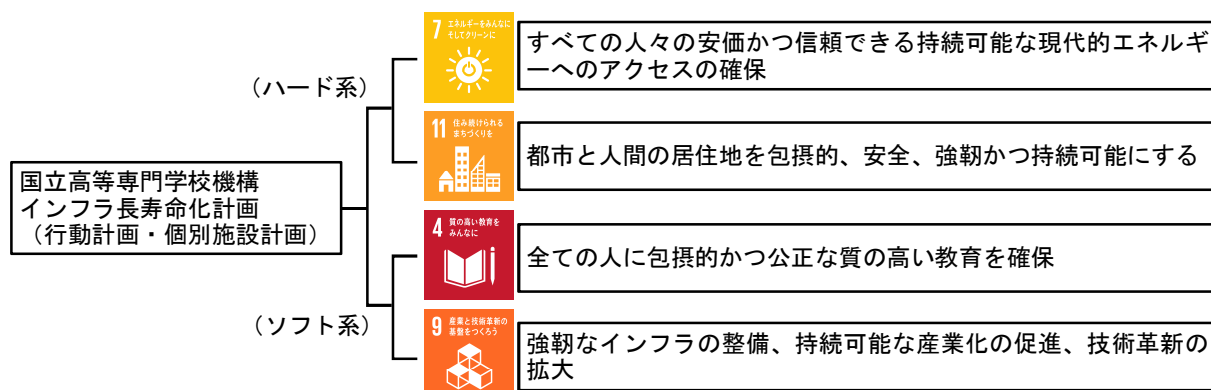 7 エネルギーをみんなに
そしてクリーンに
すべての人々の安価かつ信頼できる持続可能な現代的エネルギ
ーへのアクセスの確保
（ハード系）
11 住み続けられる
まちづくりを
都市と人間の居住地を包摂的、安全、強靭かつ持続可能にする
国立高等専門学校機構
インフラ長寿命化計画
（行動計画・個別施設計画）
4 質の高い教育を
みんなに
全ての人に包摂的かつ公正な質の高い教育を確保
（ソフト系）
9 産業と技術革新の
基盤をつくろう
強靭なインフラの整備、持続可能な産業化の促進、技術革新の
拡大